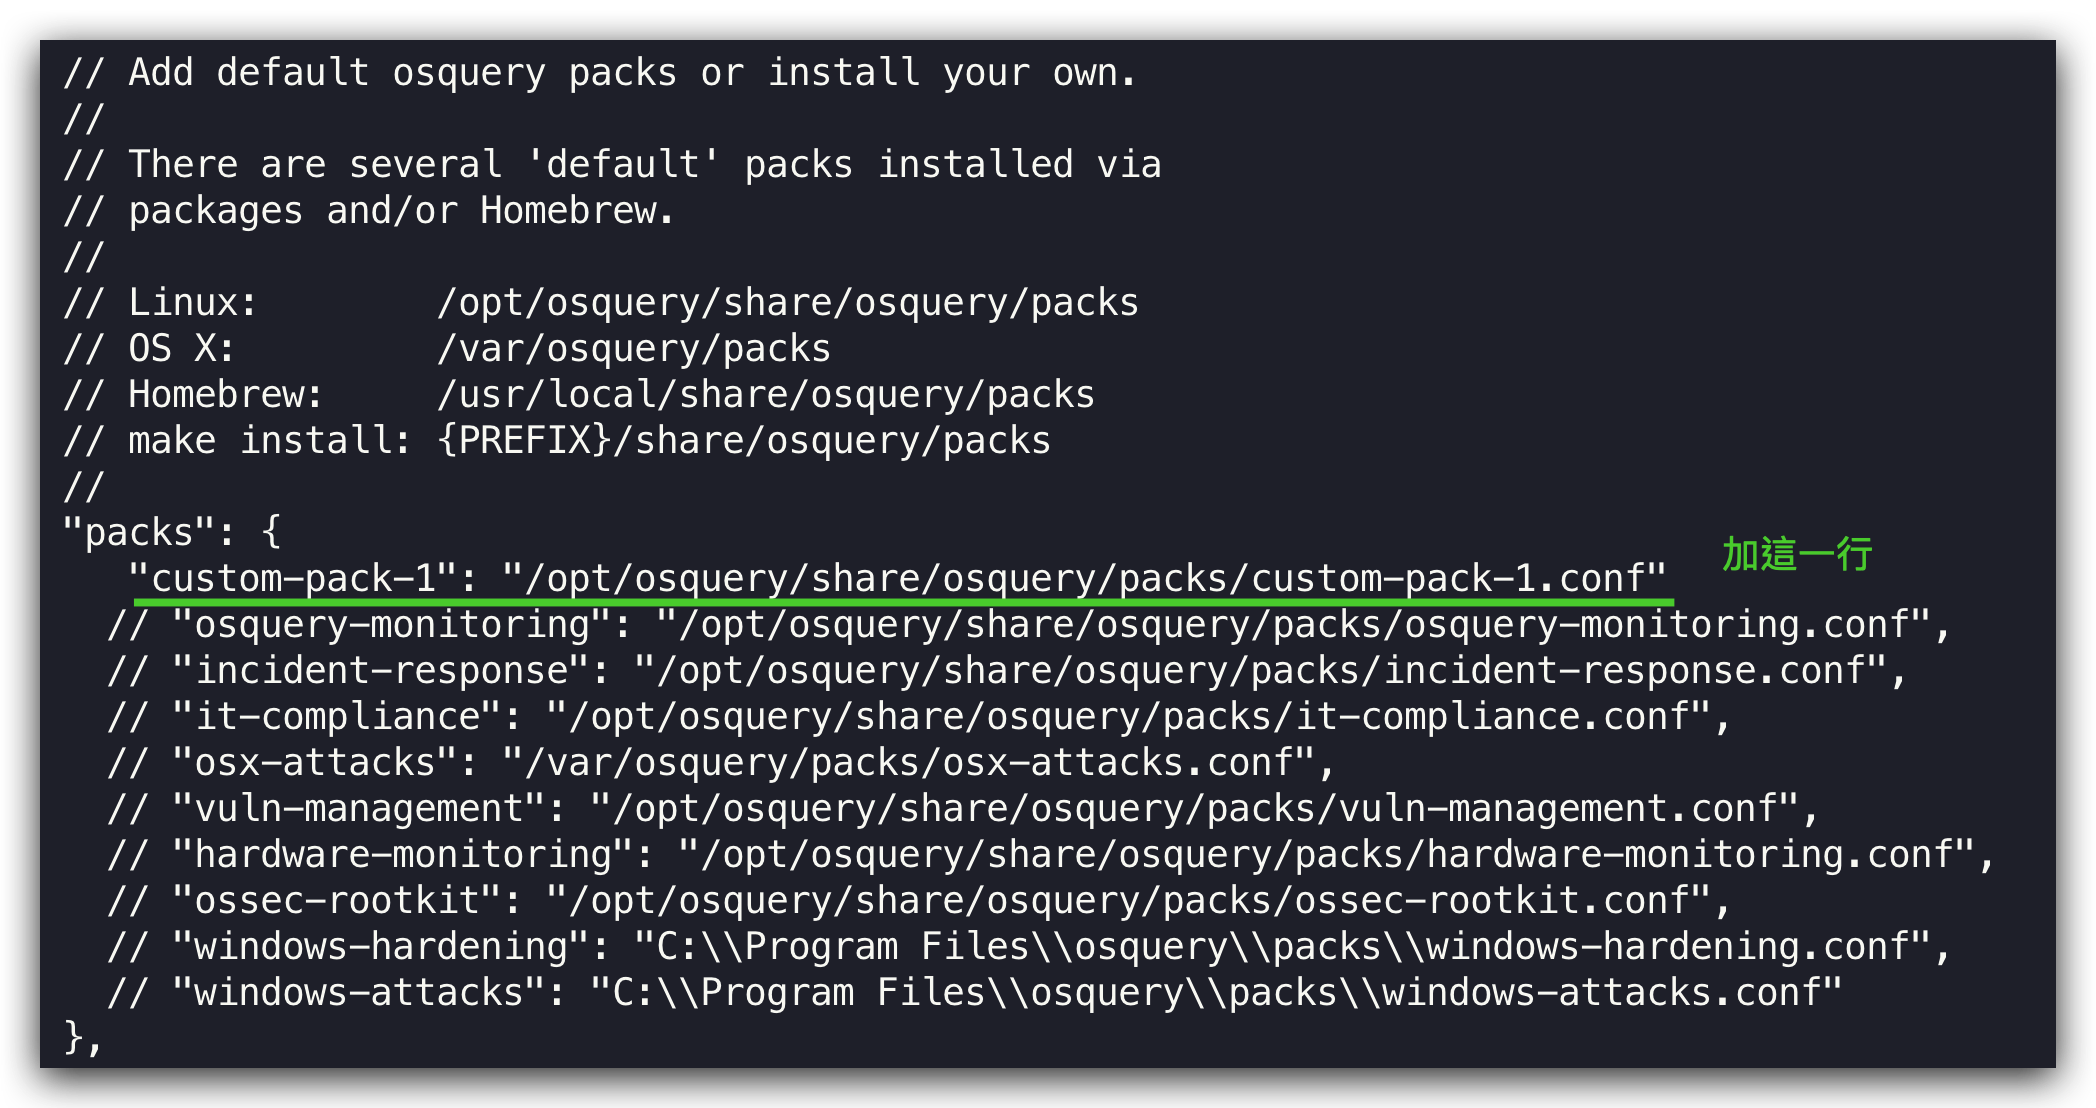 // Add default osquery packs or install your own.
//
// There are several 'default' packs installed via
// packages and/or Homebrew.
//
// Linux:        /opt/osquery/share/osquery/packs
// OS X:         /var/osquery/packs
// Homebrew:     /usr/local/share/osquery/packs
// make install: {PREFIX}/share/osquery/packs
//
"packs": {
加這一行
   "custom-pack-1": "/opt/osquery/share/osquery/packs/custom-pack-1.conf"
  // "osquery-monitoring": "/opt/osquery/share/osquery/packs/osquery-monitoring.conf",
  // "incident-response": "/opt/osquery/share/osquery/packs/incident-response.conf",
  // "it-compliance": "/opt/osquery/share/osquery/packs/it-compliance.conf",
  // "osx-attacks": "/var/osquery/packs/osx-attacks.conf",
  // "vuln-management": "/opt/osquery/share/osquery/packs/vuln-management.conf",
  // "hardware-monitoring": "/opt/osquery/share/osquery/packs/hardware-monitoring.conf",
  // "ossec-rootkit": "/opt/osquery/share/osquery/packs/ossec-rootkit.conf",
  // "windows-hardening": "C:\\Program Files\\osquery\\packs\\windows-hardening.conf",
  // "windows-attacks": "C:\\Program Files\\osquery\\packs\\windows-attacks.conf"
},